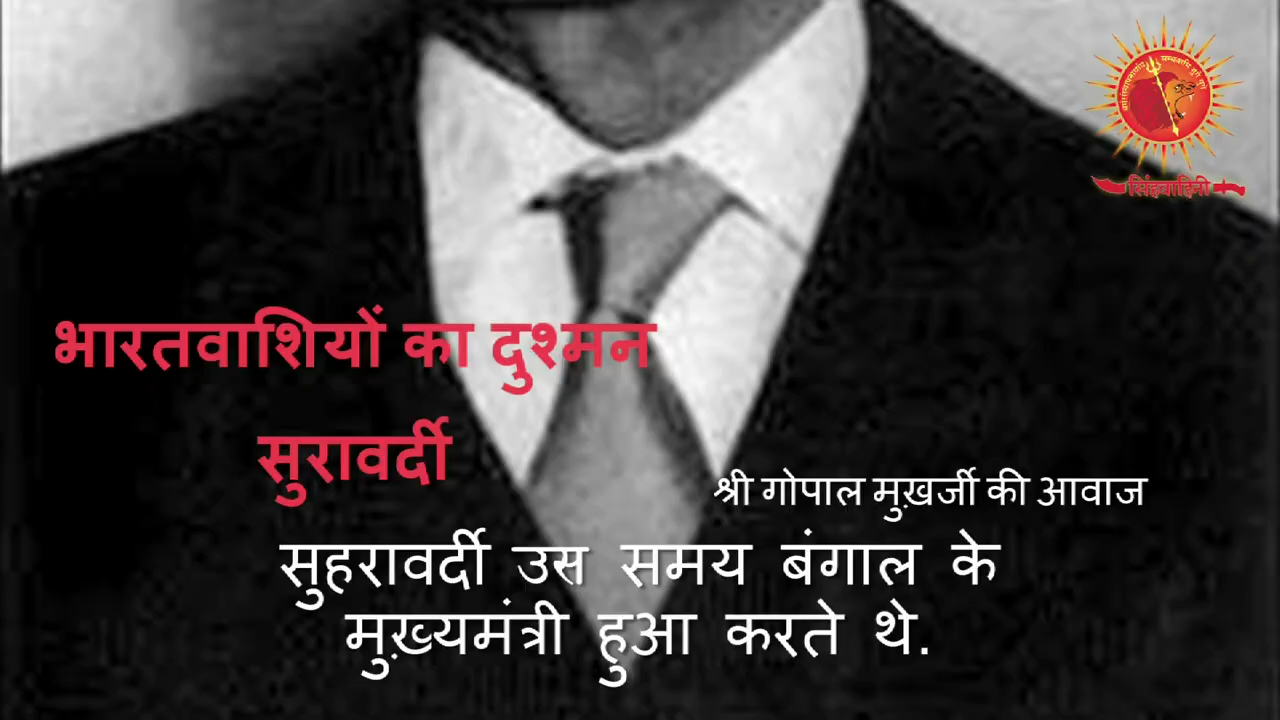 सिंहवाहिनी
भारतवाशियों का दुश्मन
सुरावर्दी
श्री गोपाल मुख़र्जी की आवाज
सुहरावर्दी उस समय बंगाल के
मुख़्यमंत्री हुआ करते थे.